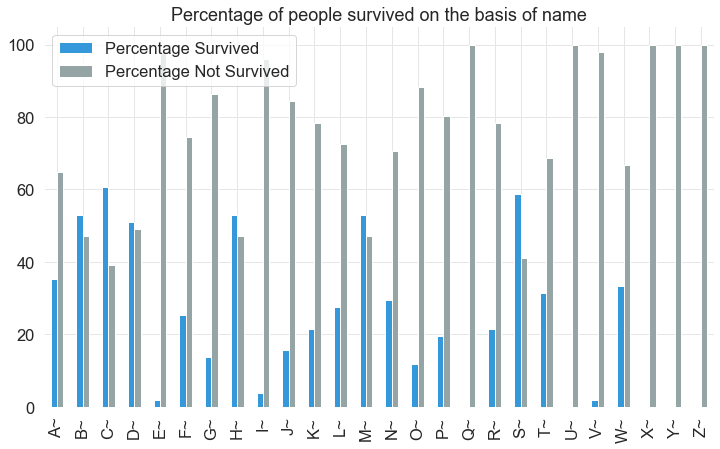 Percentage of people survived on the basis of name
Percentage Survived
Percentage Not Survived
100
80
60
40
20
0
A~
B~
C~
D~
E~
F~
G~
H~
I~
J~
K~
L~
M~
N~
O~
P~
Q~
R~
S~
T~
U~
V~
W~
X~
Y~
Z~